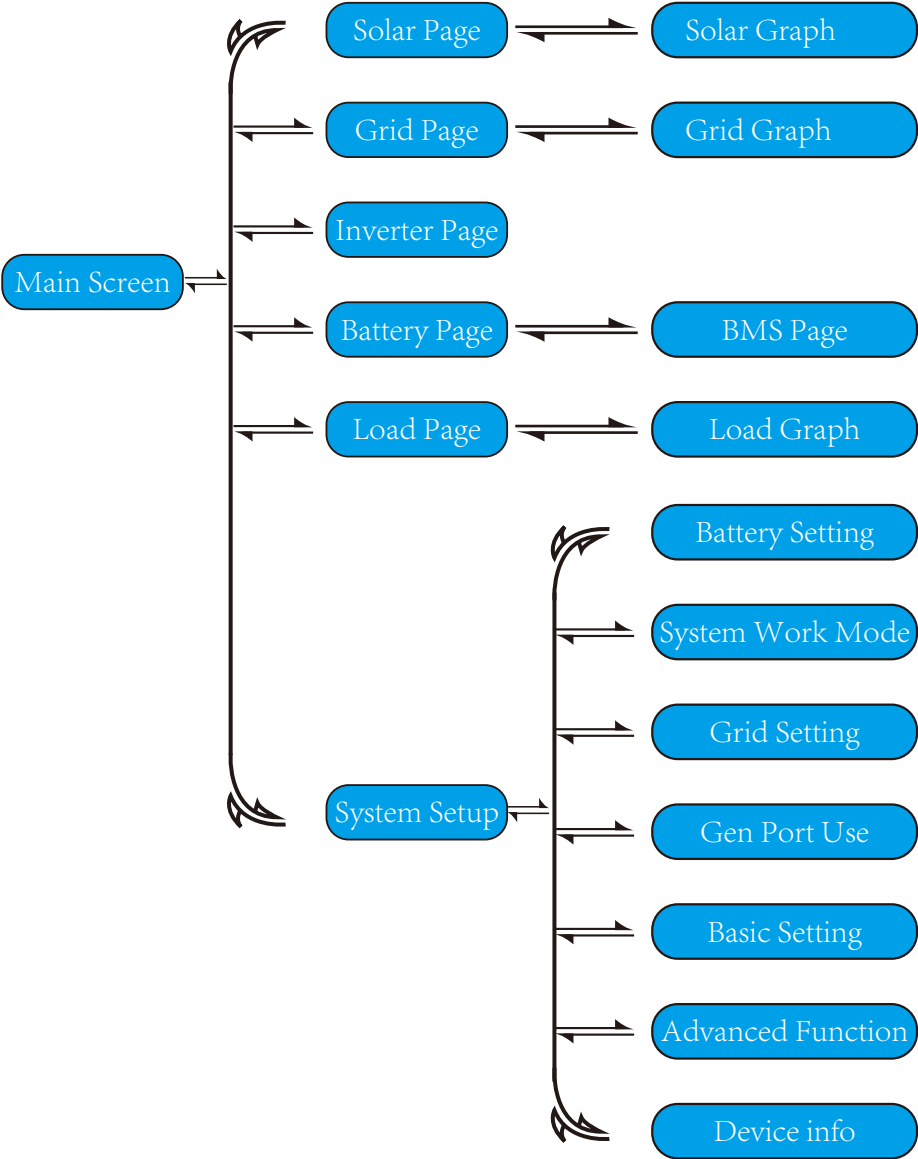 Solar Page
Solar Graph
Grid Page
Grid Graph
Inverter Page
Main Screen
Battery Page
BMS Page
Load Page
Load Graph
Battery Setting
System Work Mode
Grid Setting
System Setup
Gen Port Use
Basic Setting
Advanced Function
Device info